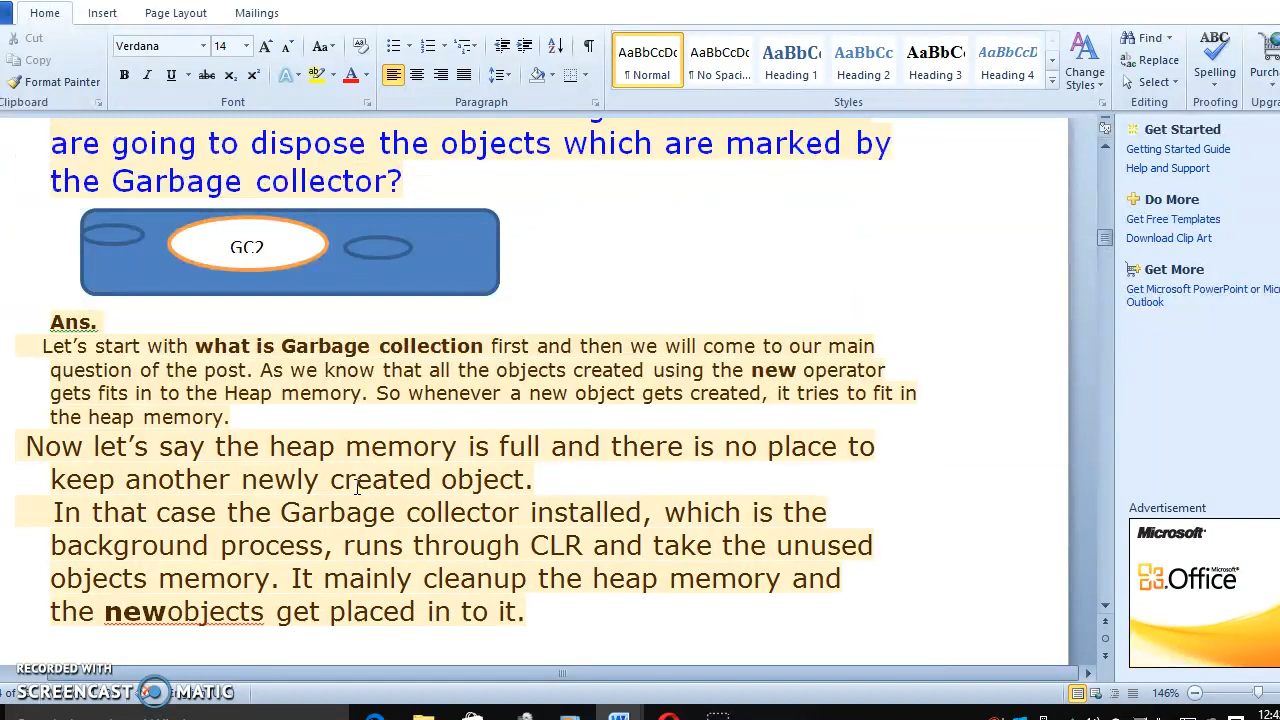 Home Insert Page Layout Mailings
Cut
Copy
Format Painter
Clipboard
Verdana 14
Font
Paragraph
AaBbCcDc AaBbCcDc AaBbC AaBbCc AaBbCc AaBbCcD
¶ Normal ¶ No Spaci... Heading 1 Heading 2 Heading 3 Heading 4
Change
Styles
Styles
Find
Replace
Select
Editing
ABC
Spelling
Proofing
are going to dispose the objects which are marked by
the Garbage collector?
GC2
Ans.
Let's start with what is Garbage collection first and then we will come to our main
question of the post. As we know that all the objects created using the new operator
gets fits in to the Heap memory. So whenever a new object gets created, it tries to fit in
the heap memory.
Now let's say the heap memory is full and there is no place to
keep another newly created object.
In that case the Garbage collector installed, which is the
background process, runs through CLR and take the unused
objects memory. It mainly cleanup the heap memory and
the newobjects get placed in to it.
Get Started
Getting Started Guide
Help and Support
Do More
Get Free Templates
Download Clip Art
Get More
Get Microsoft PowerPoint or
Outlook
Advertisement
Microsoft
Office
RECORDED WITH
SCREENCAST MATIC
146%